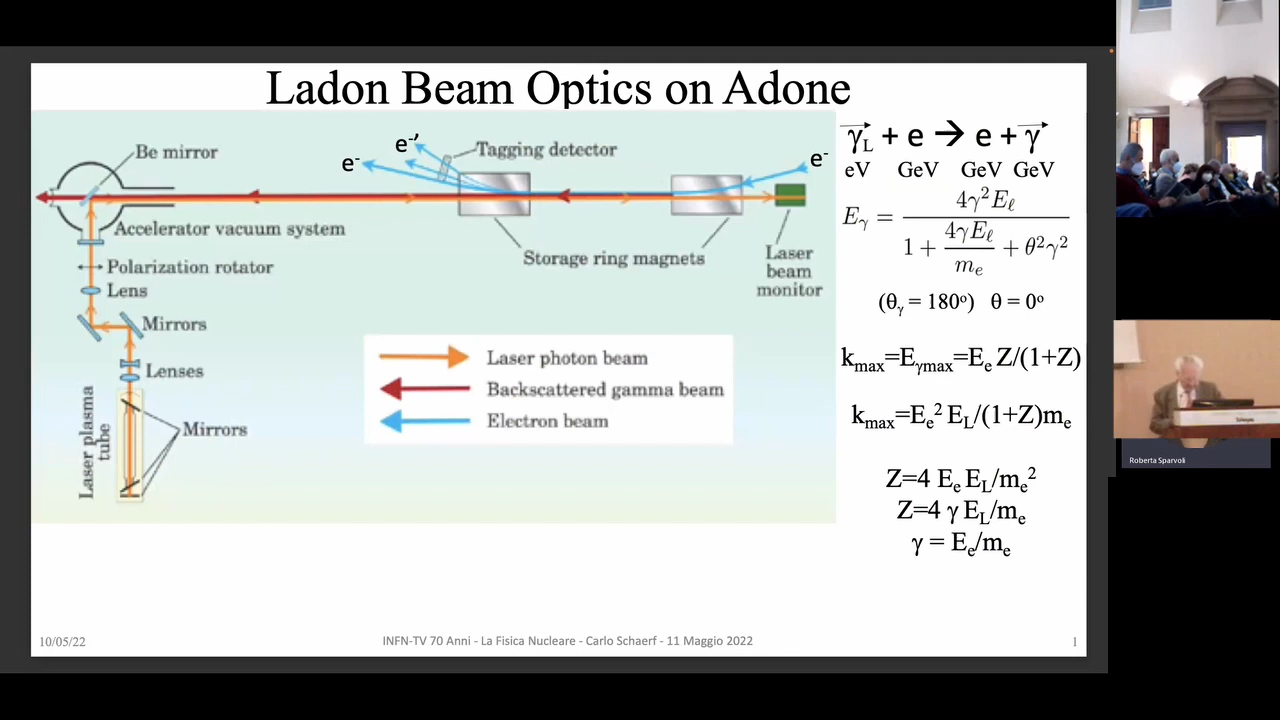 Ladon Beam Optics on Adone
Be mirror
e⁻
e⁻′
Tagging detector
e⁻
Accelerator vacuum system
Storage ring magnets
Laser
beam
monitor
Polarization rotator
Lens
Mirrors
Lenses
Laser plasma
tube
Mirrors
Laser photon beam
Backscattered gamma beam
Electron beam
γ⃗_L + e → e + γ⃗
eV GeV GeV GeV
E_γ = 4γ²E_ℓ / (1 + 4γE_ℓ/m_e + θ²γ²)
(θ_γ = 180º) θ = 0º
k_max=E_γmax=E_e Z/(1+Z)
k_max=E_e² E_L/(1+Z)m_e
Z=4 E_e E_L/m_e²
Z=4 γ E_L/m_e
γ = E_e/m_e
10/05/22
INFN-TV 70 Anni - La Fisica Nucleare - Carlo Schaerf - 11 Maggio 2022
1
Roberta Sparvoli